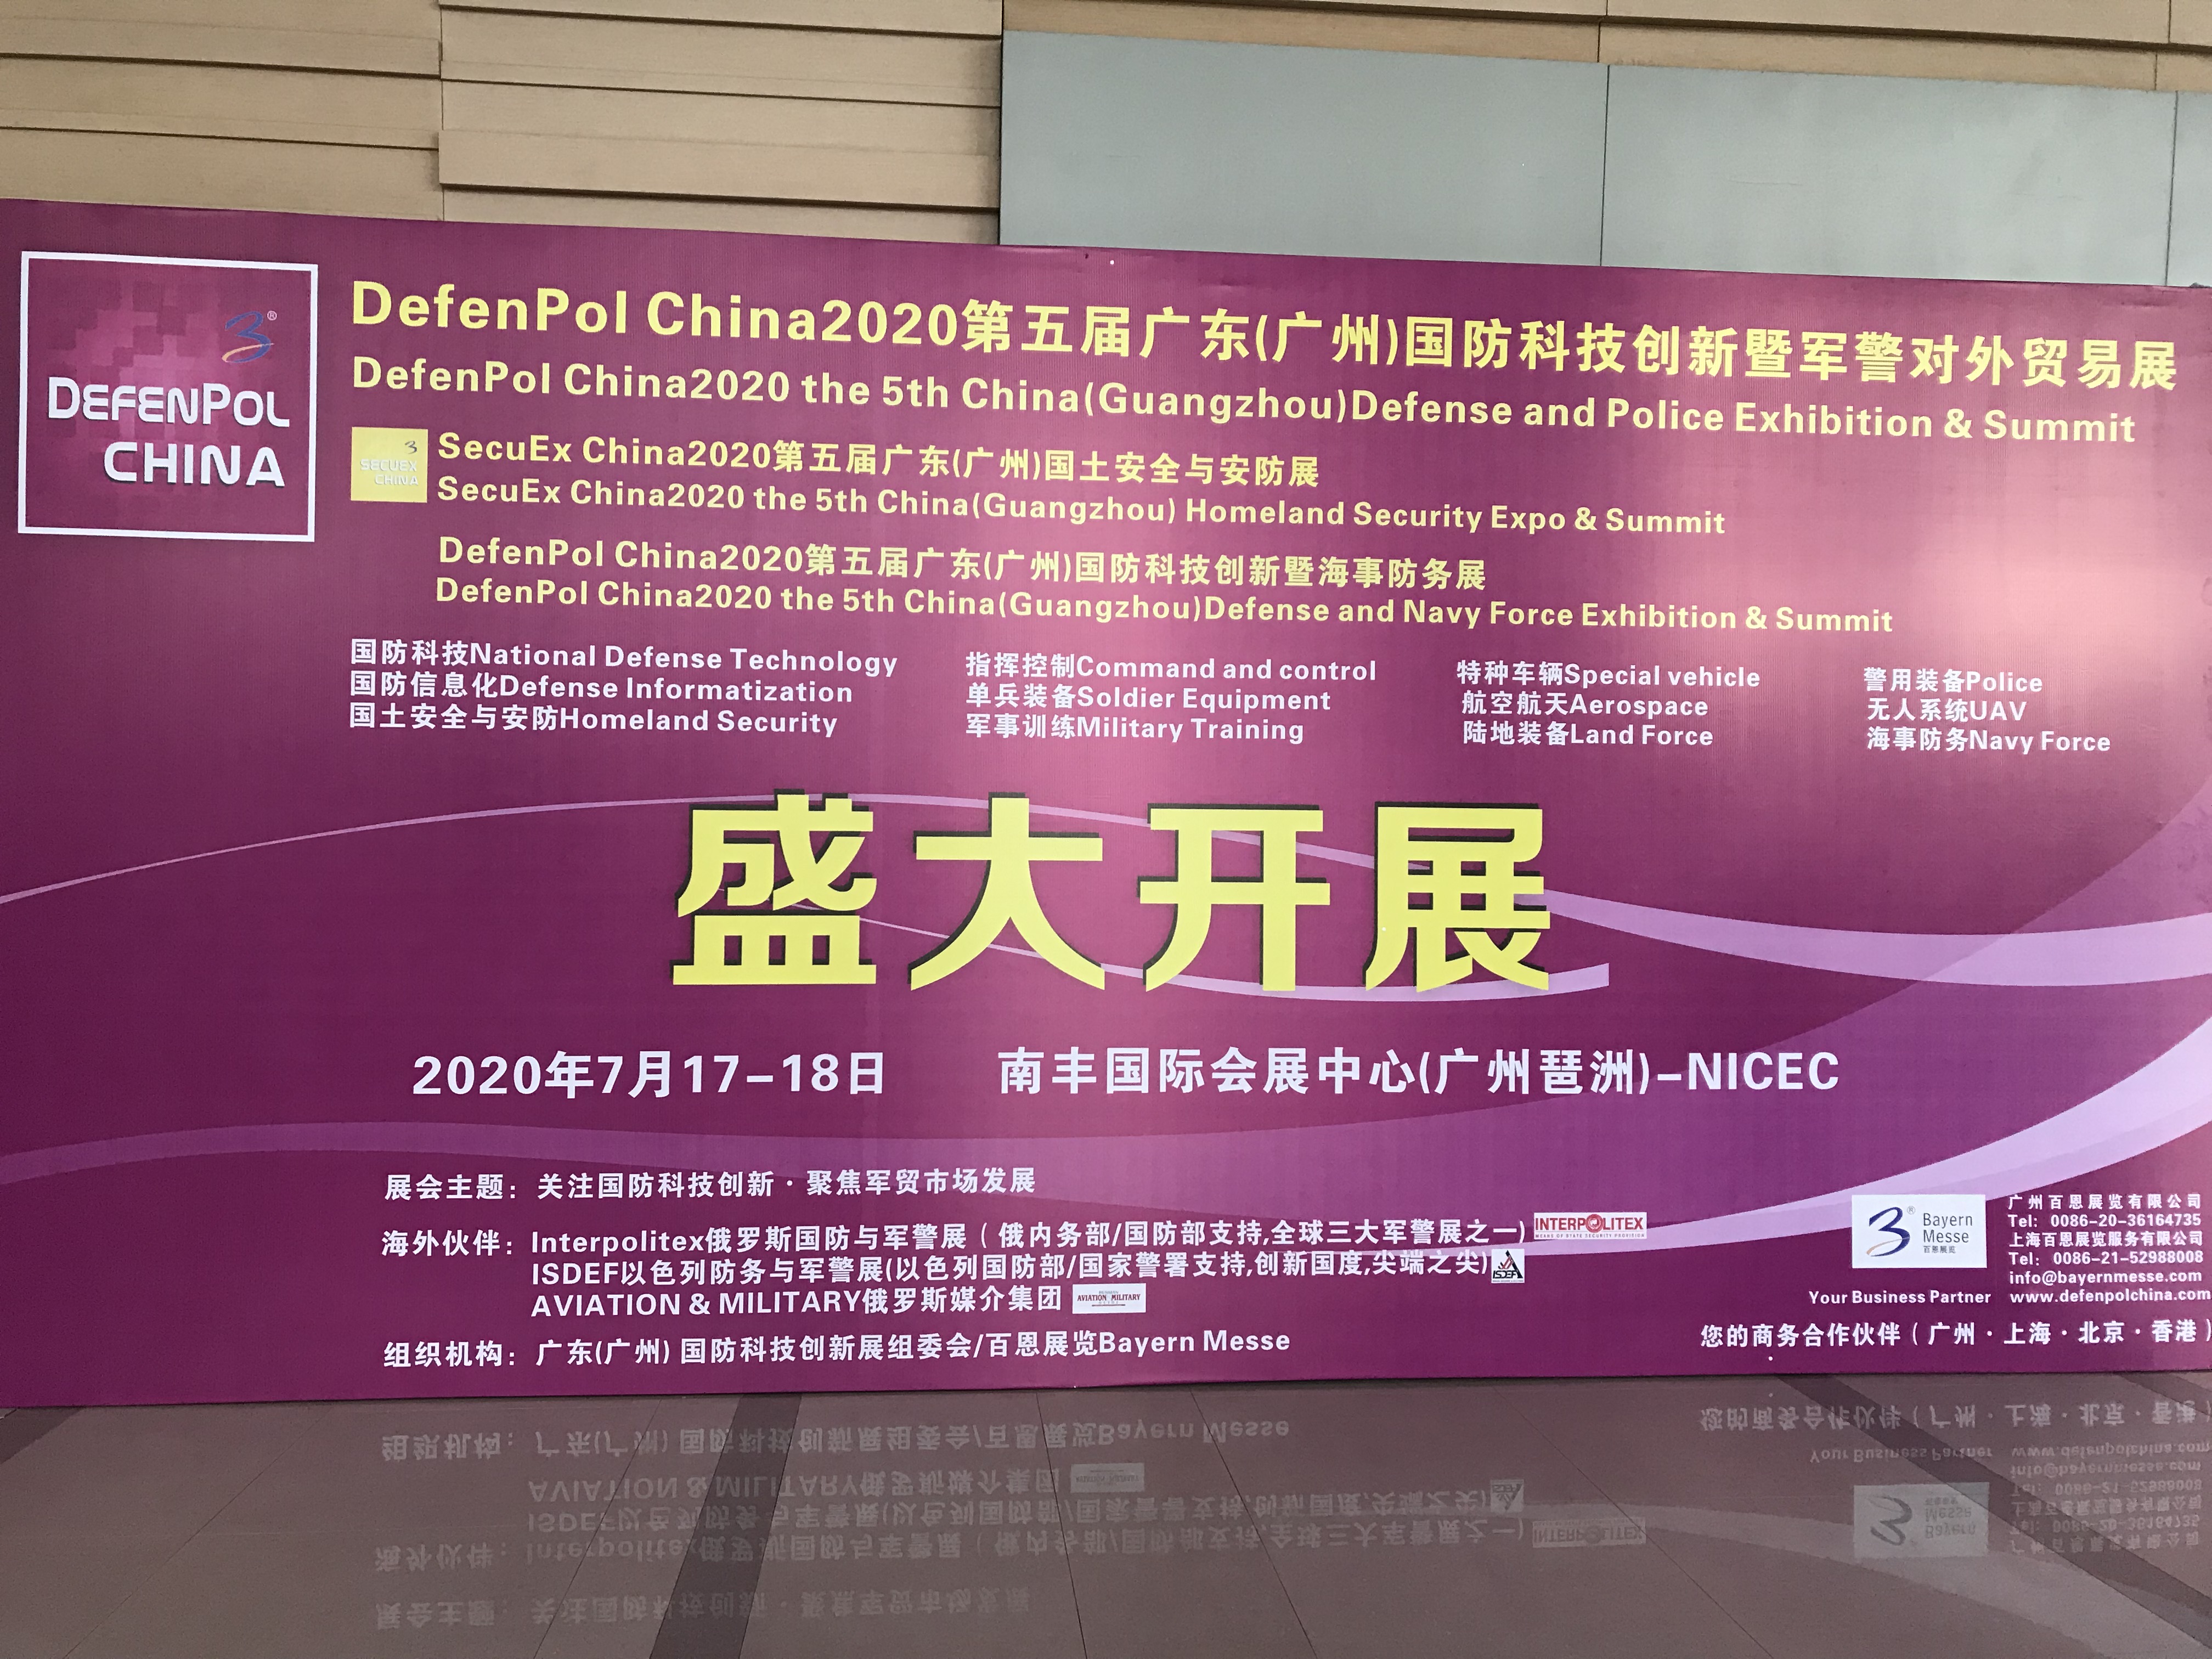 3®
DEFENPOL
CHINA
DefenPol China2020第五届广东(广州)国防科技创新暨军警对外贸易展
DefenPol China2020 the 5th China(Guangzhou)Defense and Police Exhibition & Summit
3
SECUEX
CHINA
SecuEx China2020第五届广东(广州)国土安全与安防展
SecuEx China2020 the 5th China(Guangzhou) Homeland Security Expo & Summit
DefenPol China2020第五届广东(广州)国防科技创新暨海事防务展
DefenPol China2020 the 5th China(Guangzhou)Defense and Navy Force Exhibition & Summit
国防科技National Defense Technology 指挥控制Command and control 特种车辆Special vehicle 警用装备Police
国防信息化Defense Informatization 单兵装备Soldier Equipment 航空航天Aerospace 无人系统UAV
国土安全与安防Homeland Security 军事训练Military Training 陆地装备Land Force 海事防务Navy Force
盛大开展
2020年7月17-18日 南丰国际会展中心(广州琶洲)-NICEC
展会主题：关注国防科技创新·聚焦军贸市场发展
海外伙伴：Interpolitex俄罗斯国防与军警展（俄内务部/国防部支持,全球三大军警展之一) INTERPOLITEX
MEANS OF STATE SECURITY PROVISION
ISDEF以色列防务与军警展(以色列国防部/国家警署支持,创新国度,尖端之尖) ISDEF
AVIATION & MILITARY俄罗斯媒介集团 AVIATION MILITARY
组织机构：广东(广州) 国防科技创新展组委会/百恩展览Bayern Messe
3® Bayern
Messe
百恩展览
广州百恩展览有限公司
Tel: 0086-20-36164735
上海百恩展览服务有限公司
Tel: 0086-21-52988008
info@bayernmesse.com
Your Business Partner www.defenpolchina.com
您的商务合作伙伴（广州·上海·北京·香港）